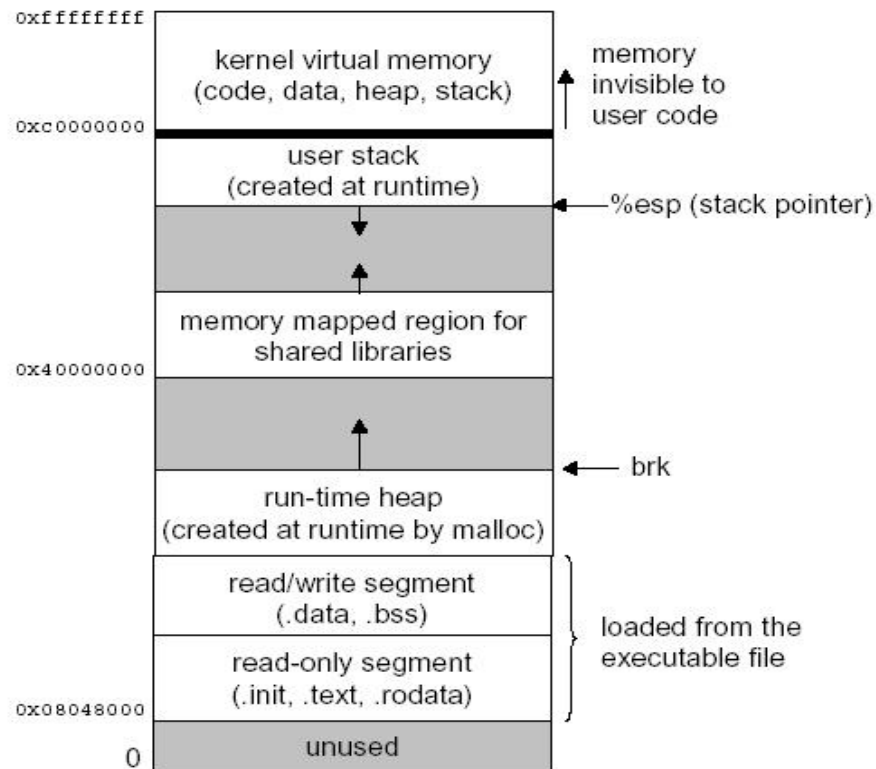 0xffffffff
kernel virtual memory
(code, data, heap, stack)
memory
invisible to
user code
0xc0000000
user stack
(created at runtime)
%esp (stack pointer)
memory mapped region for
shared libraries
0x40000000
brk
run-time heap
(created at runtime by malloc)
read/write segment
(.data, .bss)
loaded from the
executable file
read-only segment
(.init, .text, .rodata)
0x08048000
unused
0